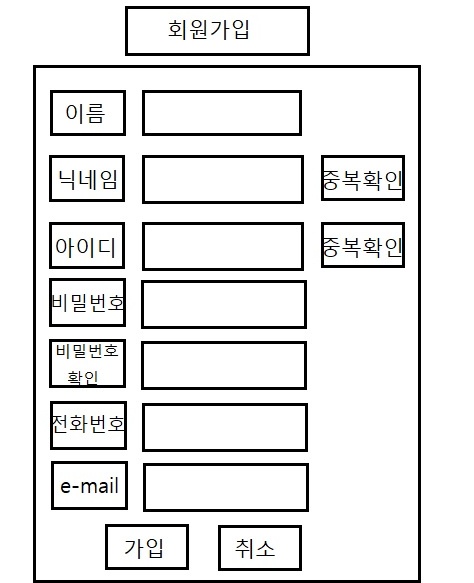 회원가입
이름
닉네임 중복확인
아이디 중복확인
비밀번호
비밀번호
확인
전화번호
e-mail
가입 취소